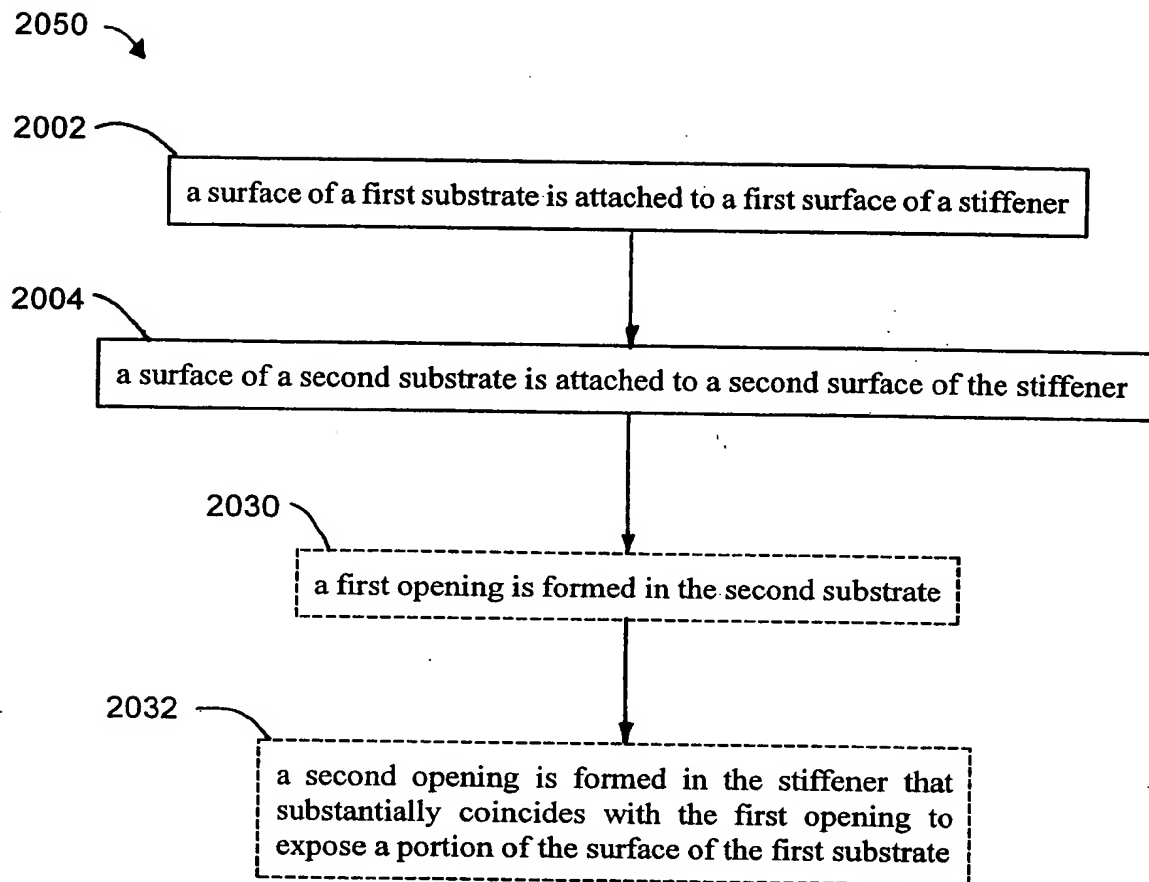 2050
2002
a surface of a first substrate is attached to a first surface of a stiffener
2004
a surface of a second substrate is attached to a second surface of the stiffener
2030
a first opening is formed in the second substrate
2032
a second opening is formed in the stiffener that
substantially coincides with the first opening to
expose a portion of the surface of the first substrate